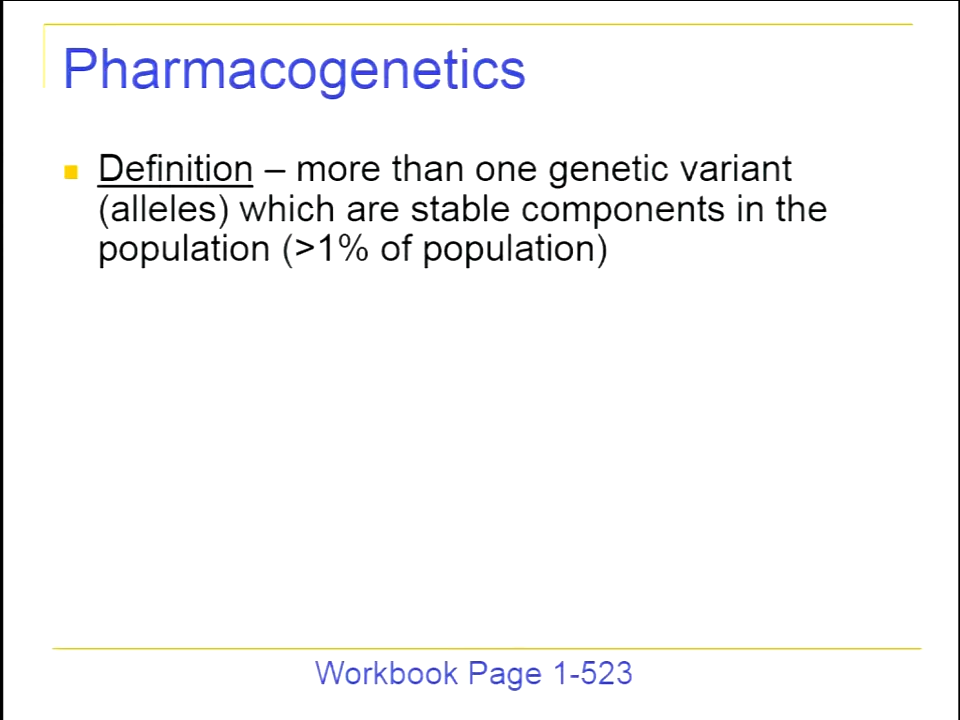 Pharmacogenetics
Definition – more than one genetic variant
(alleles) which are stable components in the
population (>1% of population)
Workbook Page 1-523